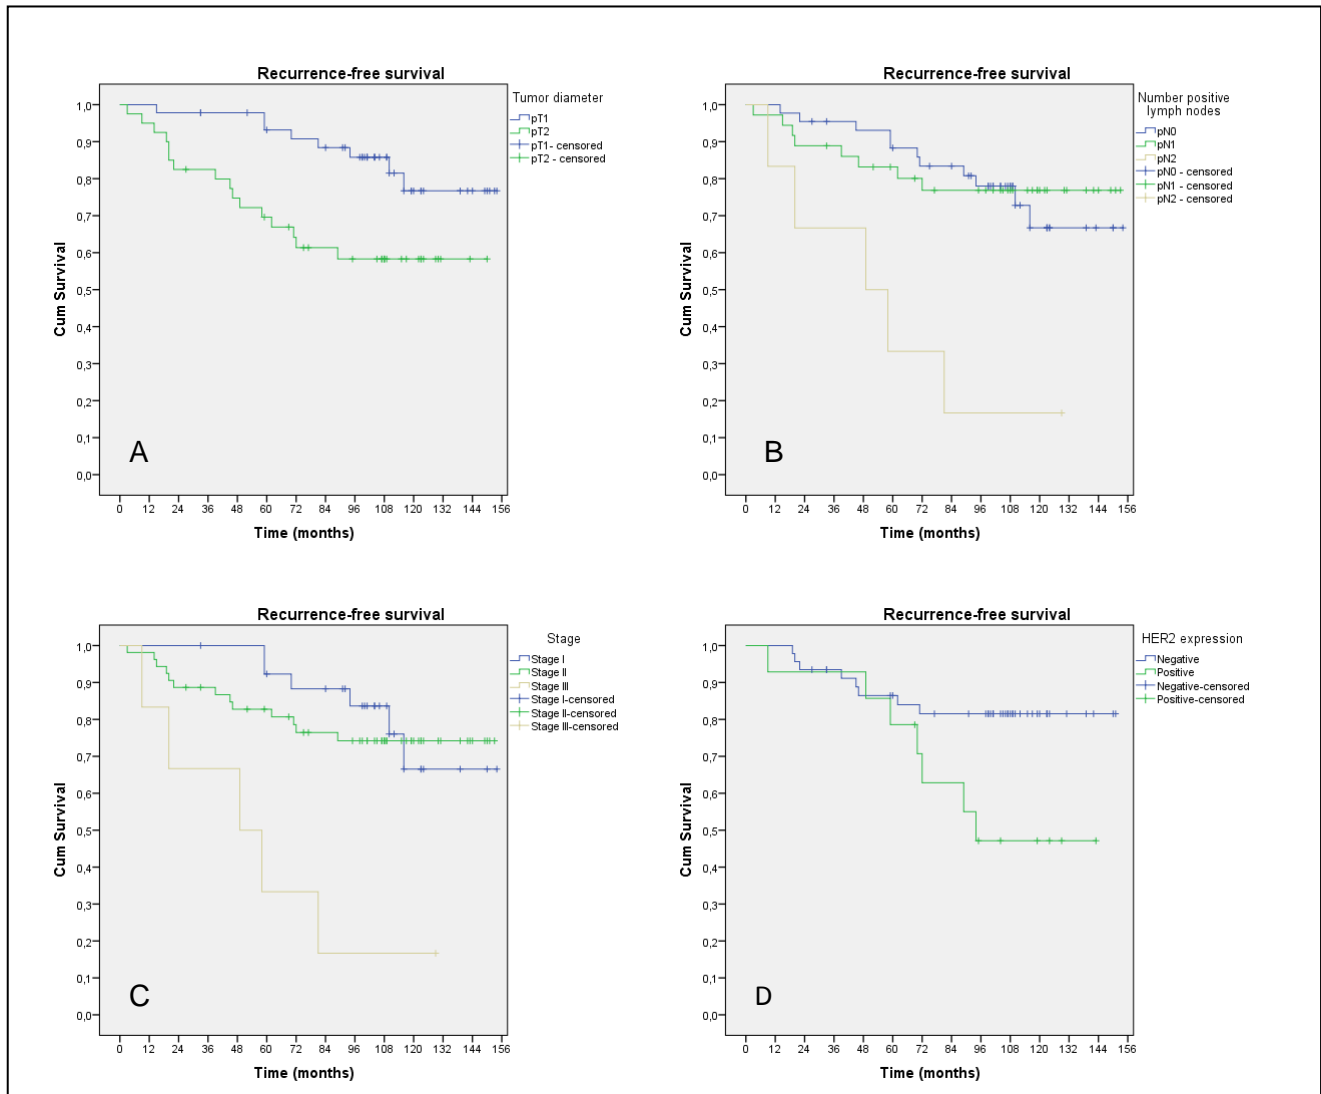 Recurrence-free survival
Tumor diameter
pT1
pT2
pT1- censored
pT2 - censored
1,0
0,9
0,8
0,7
0,6
0,5
0,4
0,3
0,2
0,1
0,0
Cum Survival
A
0 12 24 36 48 60 72 84 96 108 120 132 144 156
Time (months)
Recurrence-free survival
Number positive
lymph nodes
pN0
pN1
pN2
pN0 - censored
pN1 - censored
pN2 - censored
1,0
0,9
0,8
0,7
0,6
0,5
0,4
0,3
0,2
0,1
0,0
Cum Survival
B
0 12 24 36 48 60 72 84 96 108 120 132 144 156
Time (months)
Recurrence-free survival
Stage
Stage I
Stage II
Stage III
Stage I-censored
Stage II-censored
Stage III-censored
1,0
0,9
0,8
0,7
0,6
0,5
0,4
0,3
0,2
0,1
0,0
Cum Survival
C
0 12 24 36 48 60 72 84 96 108 120 132 144 156
Time (months)
Recurrence-free survival
HER2 expression
Negative
Positive
Negative-censored
Positive-censored
1,0
0,9
0,8
0,7
0,6
0,5
0,4
0,3
0,2
0,1
0,0
Cum Survival
D
0 12 24 36 48 60 72 84 96 108 120 132 144 156
Time (months)